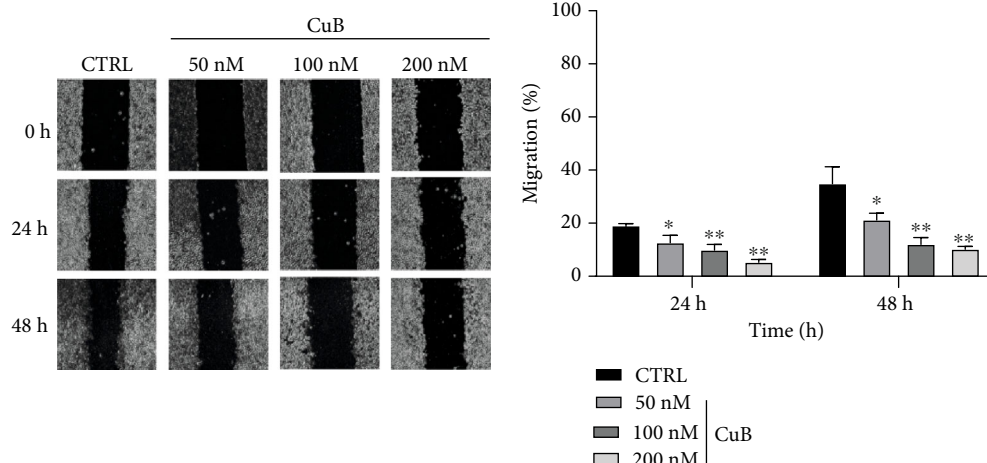 CuB
CTRL 50 nM 100 nM 200 nM
0 h
24 h
48 h
Migration (%)
100
80
60
40
20
0
* ** **
* ** **
24 h 48 h
Time (h)
CTRL
50 nM
100 nM
200 nM
CuB